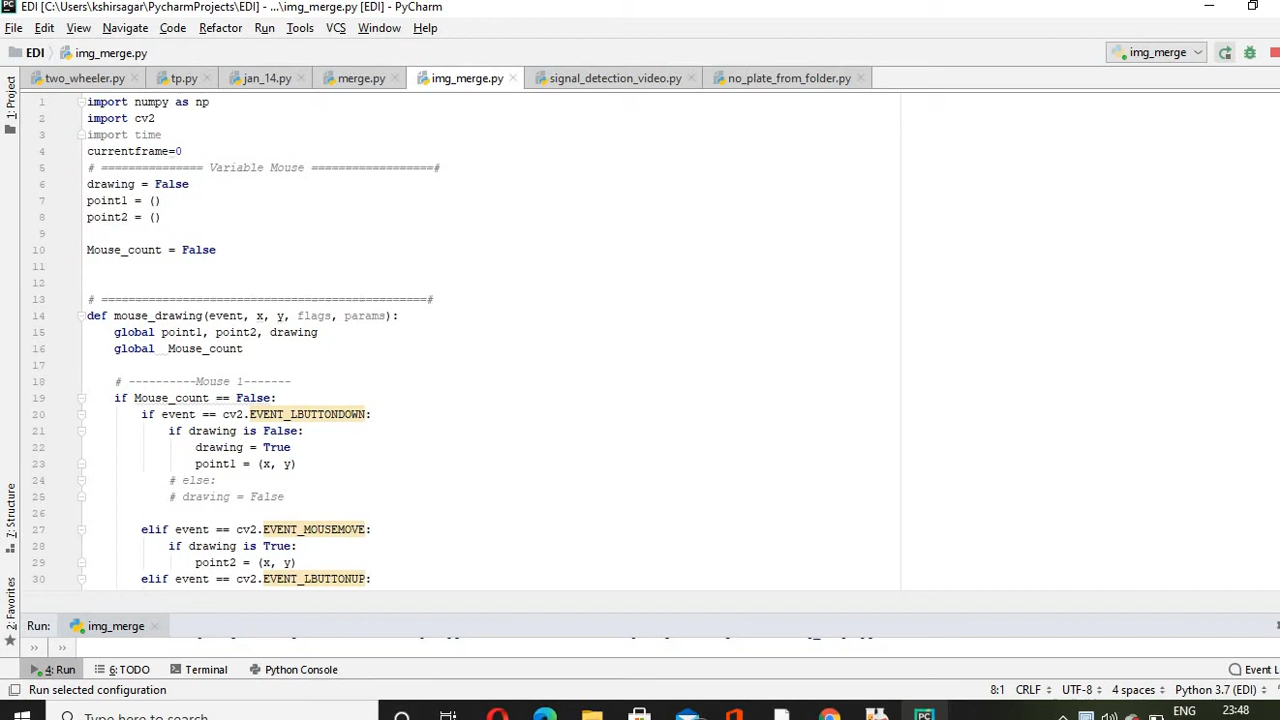 EDI [C:\Users\kshirsagar\PycharmProjects\EDI] - ...\img_merge.py [EDI] - PyCharm
File Edit View Navigate Code Refactor Run Tools VCS Window Help
EDI img_merge.py img_merge
two_wheeler.py tp.py jan_14.py merge.py img_merge.py signal_detection_video.py no_plate_from_folder.py
1: Project
1 import numpy as np
2 import cv2
3 import time
4 currentframe=0
5 # =============== Variable Mouse ==================#
6 drawing = False
7 point1 = ()
8 point2 = ()
9
10 Mouse_count = False
11
12
13 # ================================================#
14 def mouse_drawing(event, x, y, flags, params):
15 global point1, point2, drawing
16 global  Mouse_count
17
18 # ----------Mouse 1-------
19 if Mouse_count == False:
20 if event == cv2.EVENT_LBUTTONDOWN:
21 if drawing is False:
22 drawing = True
23 point1 = (x, y)
24 # else:
25 # drawing = False
26
27 elif event == cv2.EVENT_MOUSEMOVE:
28 if drawing is True:
29 point2 = (x, y)
30 elif event == cv2.EVENT_LBUTTONUP:
7: Structure
2: Favorites
Run: img_merge
4: Run 6: TODO Terminal Python Console Event L
Run selected configuration 8:1 CRLF UTF-8 4 spaces Python 3.7 (EDI)
Type here to search ENG 23:48